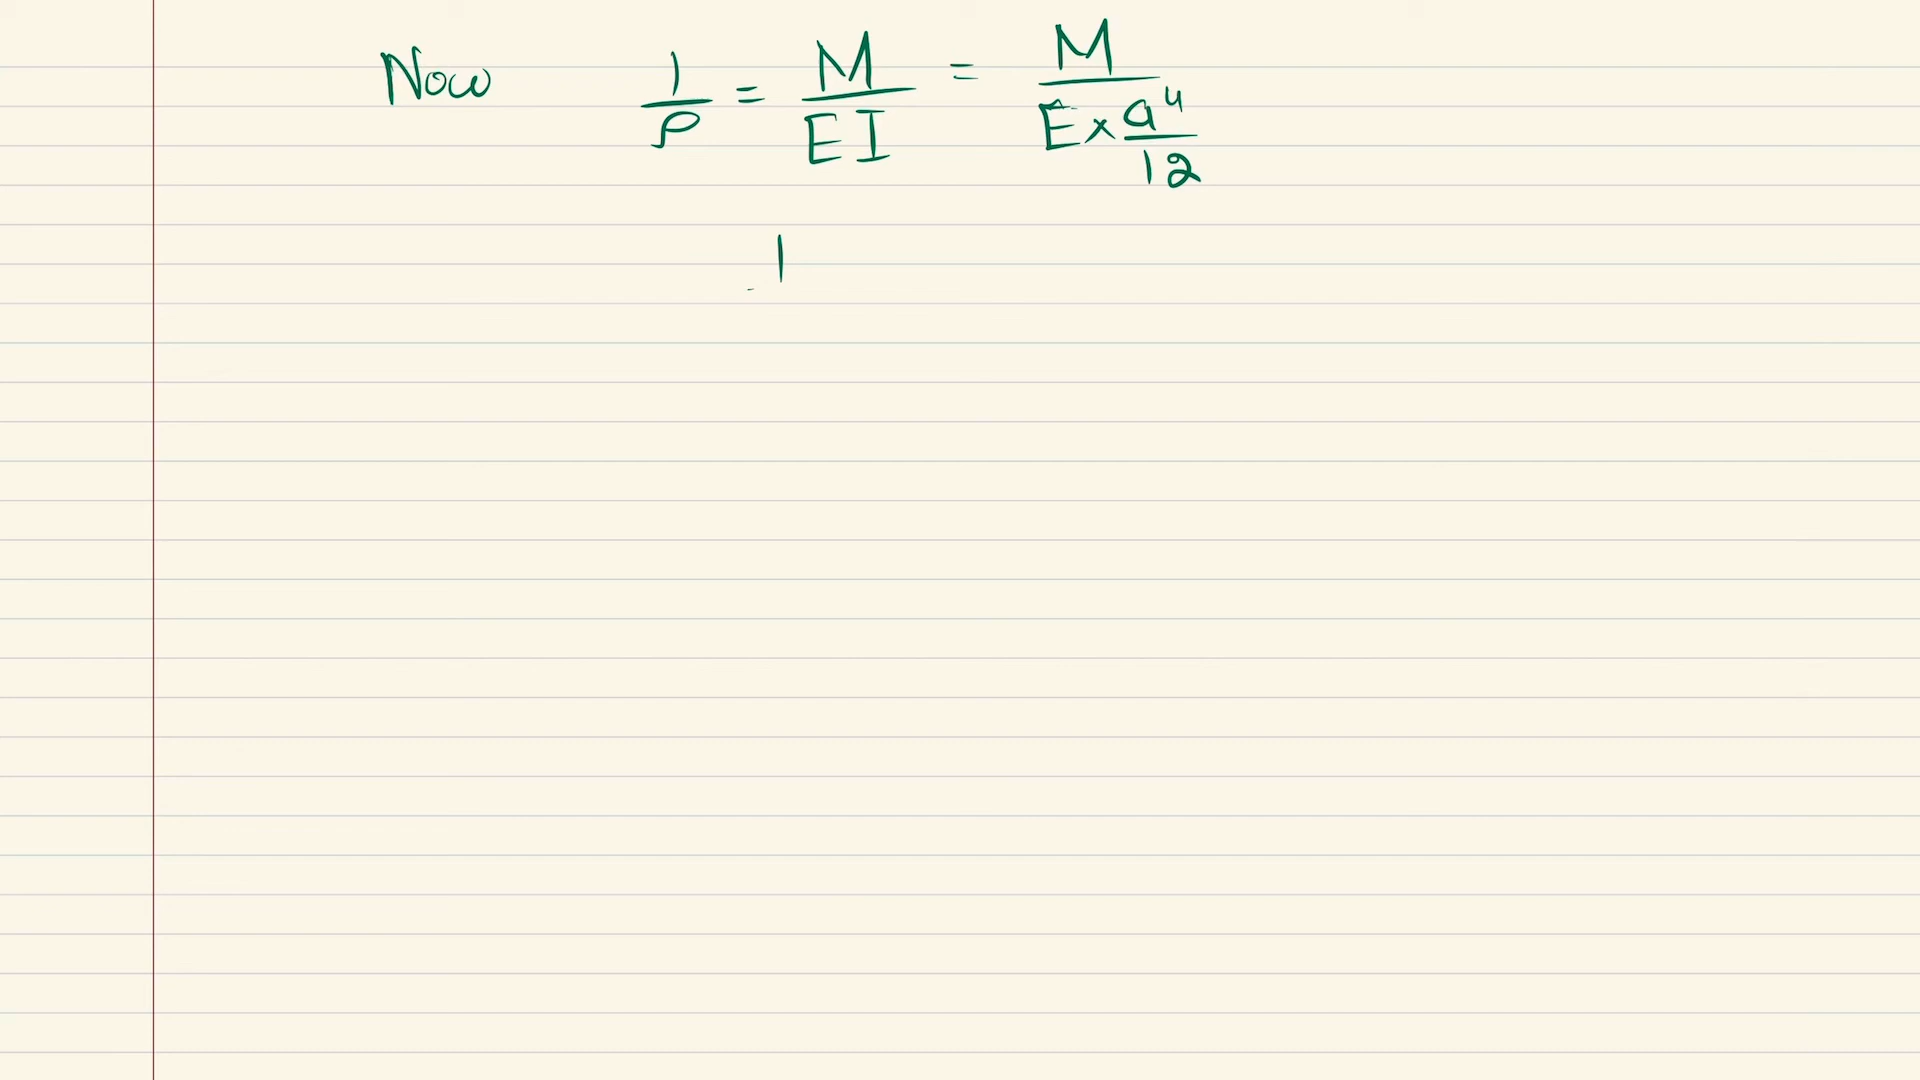 Now 1/ρ = M/EI = M/(E×a⁴/12)
1